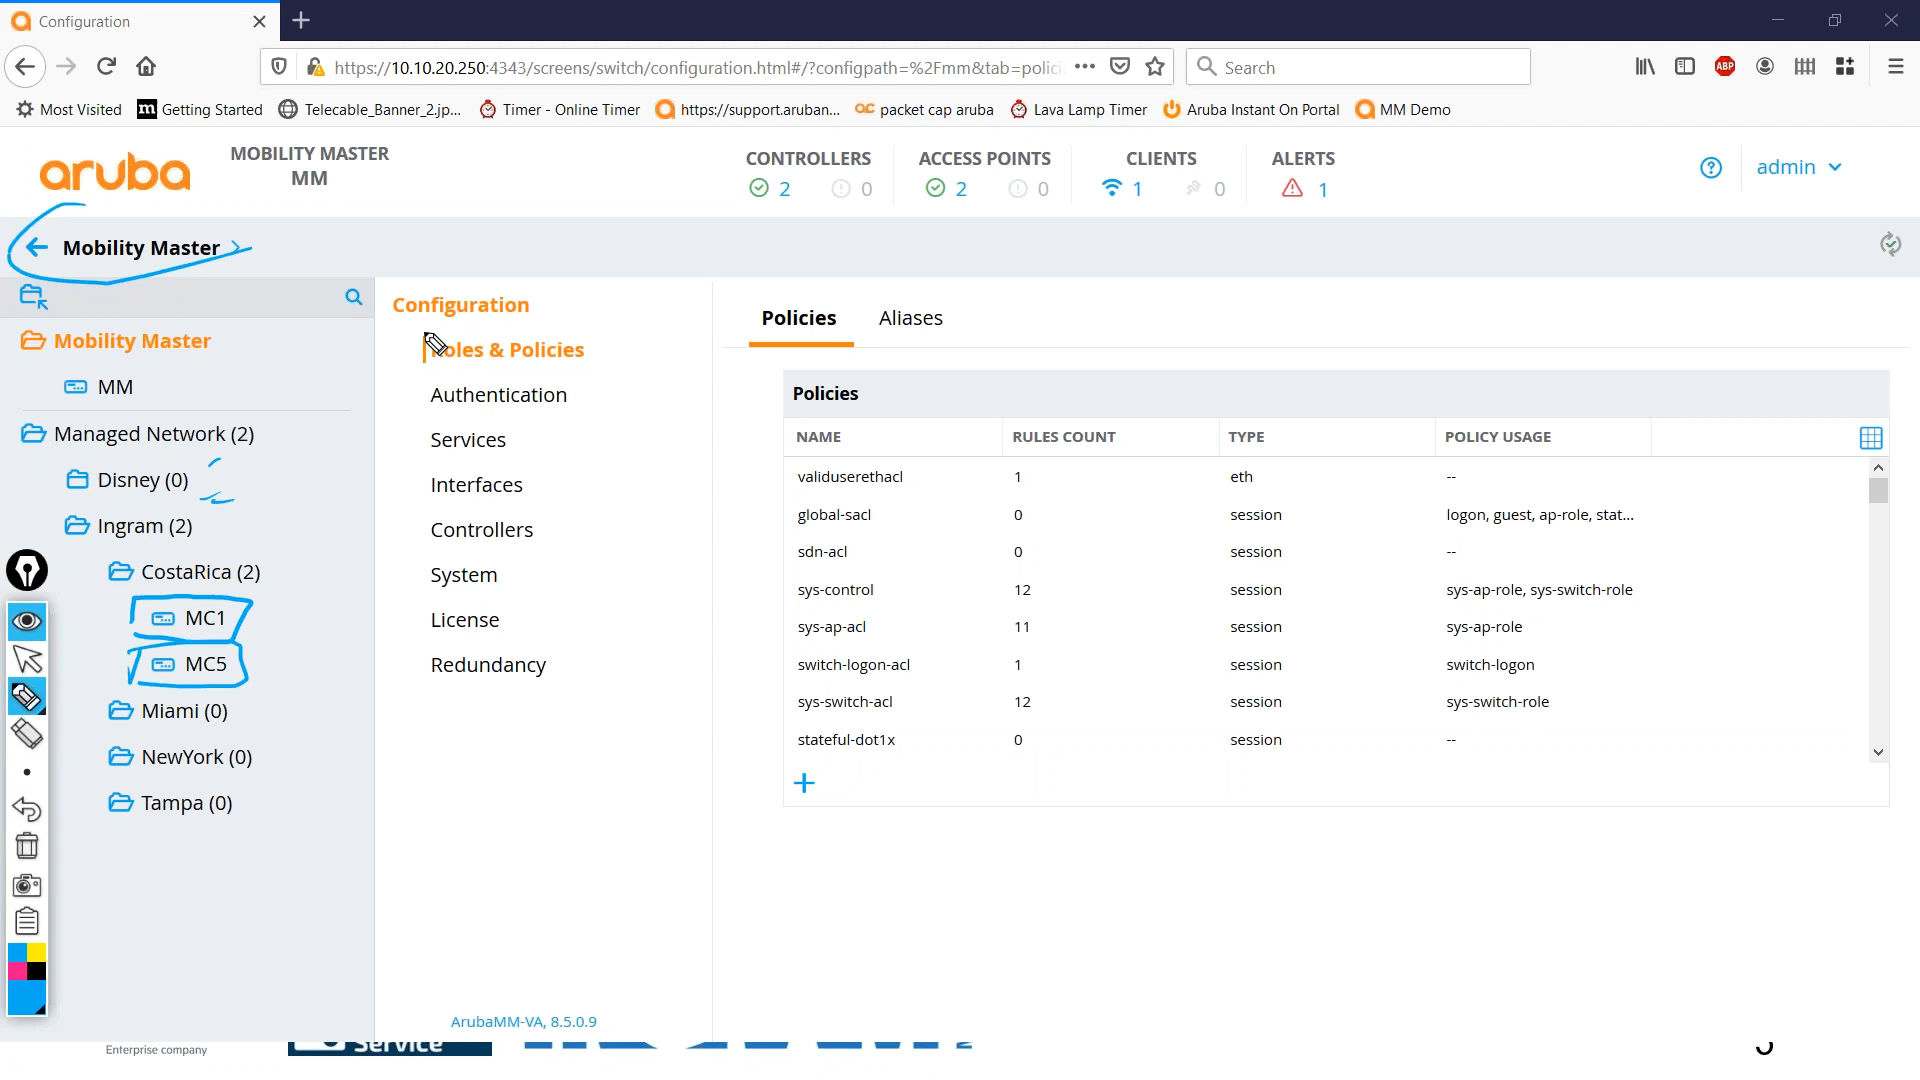 Configuration
https://10.10.20.250:4343/screens/switch/configuration.html#/?configpath=%2Fmm&tab=polici
Search
Most Visited
Getting Started
Telecable_Banner_2.jp...
Timer - Online Timer
https://support.aruban...
packet cap aruba
Lava Lamp Timer
Aruba Instant On Portal
MM Demo
aruba
MOBILITY MASTER
MM
CONTROLLERS
2 0
ACCESS POINTS
2 0
CLIENTS
1 0
ALERTS
1
admin
Mobility Master
Mobility Master
MM
Managed Network (2)
Disney (0)
Ingram (2)
CostaRica (2)
MC1
MC5
Miami (0)
NewYork (0)
Tampa (0)
Configuration
Roles & Policies
Authentication
Services
Interfaces
Controllers
System
License
Redundancy
ArubaMM-VA, 8.5.0.9
Policies Aliases
Policies
NAME RULES COUNT TYPE POLICY USAGE
validuserethacl 1 eth --
global-sacl 0 session logon, guest, ap-role, stat...
sdn-acl 0 session --
sys-control 12 session sys-ap-role, sys-switch-role
sys-ap-acl 11 session sys-ap-role
switch-logon-acl 1 session switch-logon
sys-switch-acl 12 session sys-switch-role
stateful-dot1x 0 session --
Enterprise company
Service